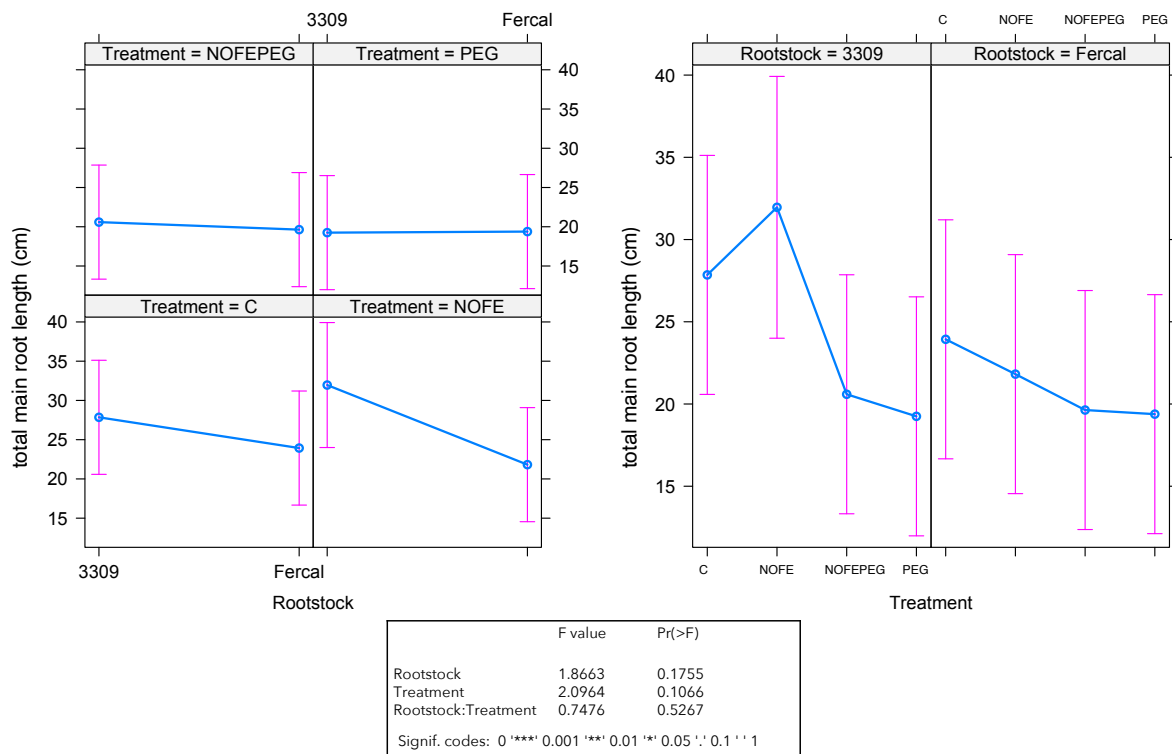 3309 Fercal
Treatment = NOFEPEG Treatment = PEG
40
35
30
25
20
15
Treatment = C Treatment = NOFE
40
35
30
25
20
15
total main root length (cm)
3309 Fercal
Rootstock
C NOFE NOFEPEG PEG
Rootstock = 3309 Rootstock = Fercal
40
35
30
25
20
15
total main root length (cm)
C NOFE NOFEPEG PEG
Treatment
F value Pr(>F)
Rootstock 1.8663 0.1755
Treatment 2.0964 0.1066
Rootstock:Treatment 0.7476 0.5267
Signif. codes: 0 '***' 0.001 '**' 0.01 '*' 0.05 '.' 0.1 ' ' 1